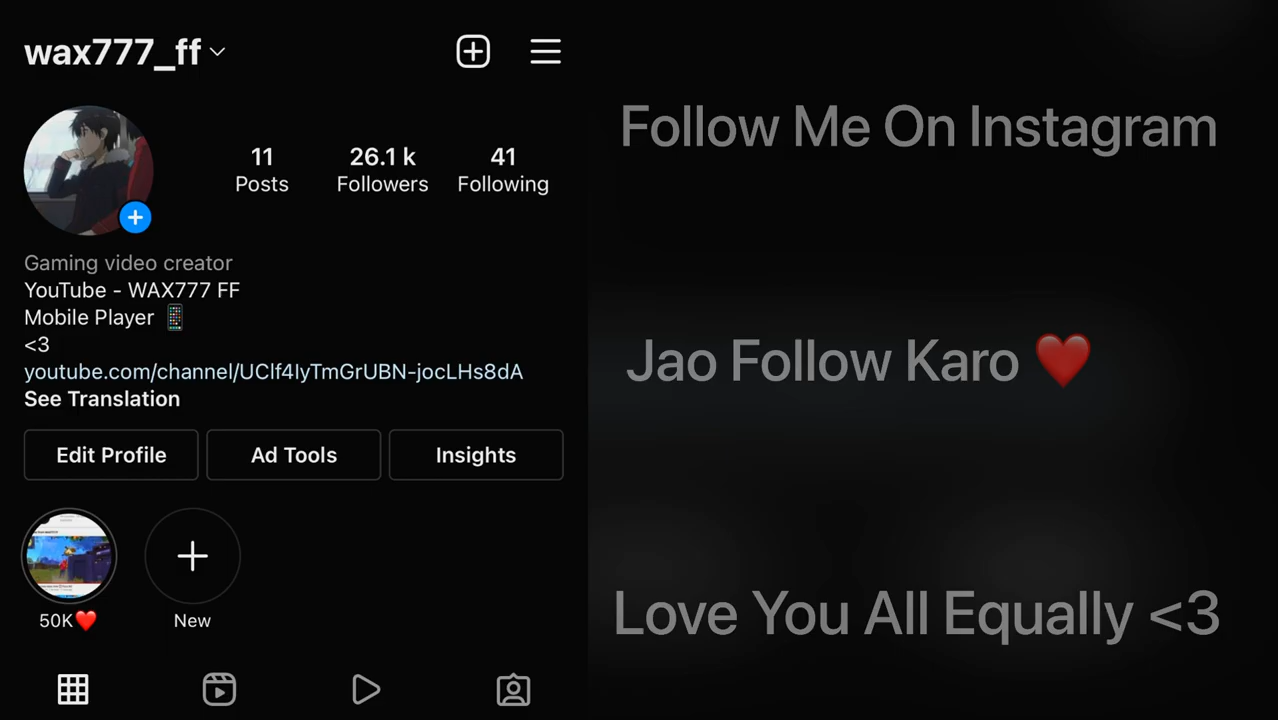 wax777_ff
11
Posts
26.1 k
Followers
41
Following
Gaming video creator
YouTube - WAX777 FF
Mobile Player 📱
<3
youtube.com/channel/UClf4IyTmGrUBN-jocLHs8dA
See Translation
Edit Profile
Ad Tools
Insights
50K❤️
New
Follow Me On Instagram
Jao Follow Karo ❤️
Love You All Equally <3